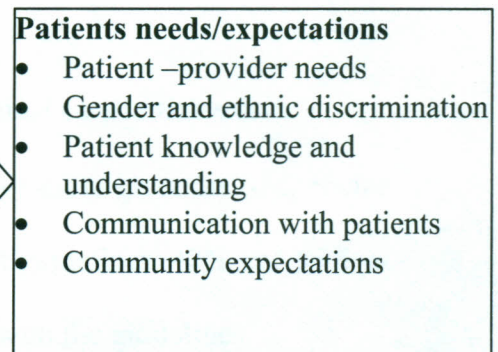 Patients needs/expectations
• Patient –provider needs
• Gender and ethnic discrimination
• Patient knowledge and
understanding
• Communication with patients
• Community expectations